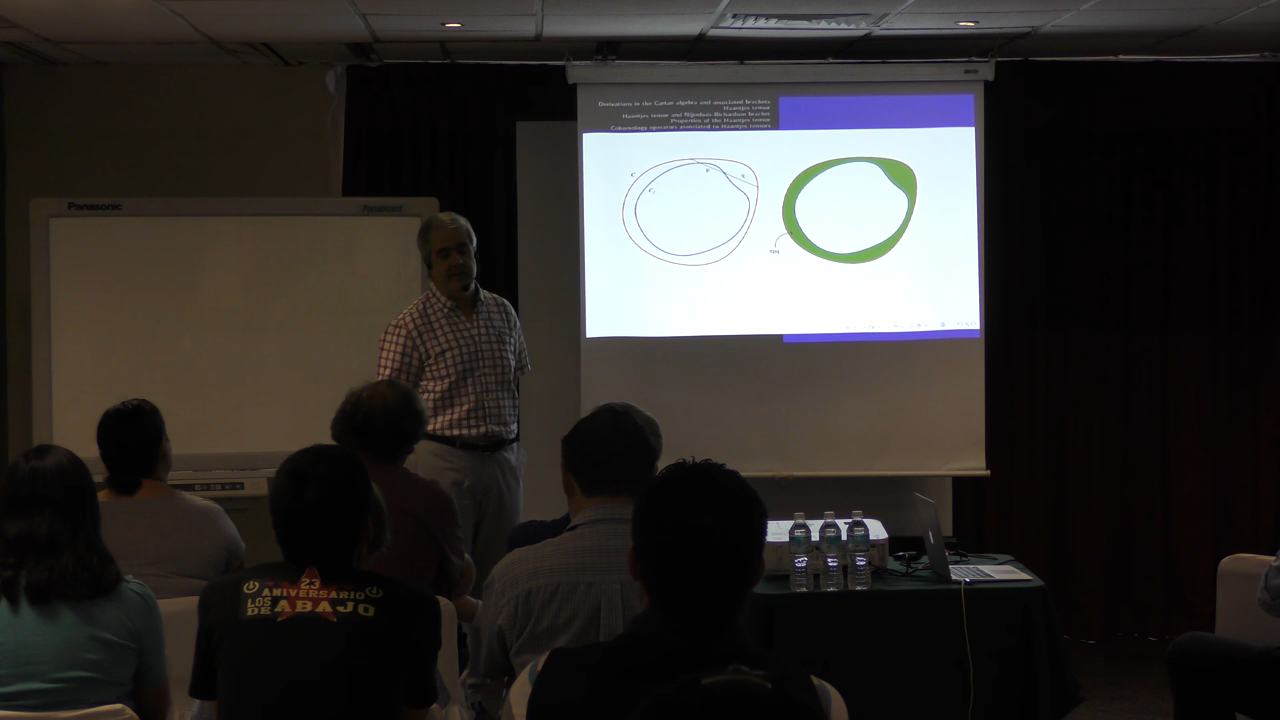 Derivations in the Cartan algebra and associated brackets
Haantjes tensor
Haantjes tensor and Nijenhuis-Richardson bracket
Properties of the Haantjes tensor
Cohomology operators associated to Haantjes tensors
Panasonic
Panaboard
23
ANIVERSARIO
LOS
DE ABAJO